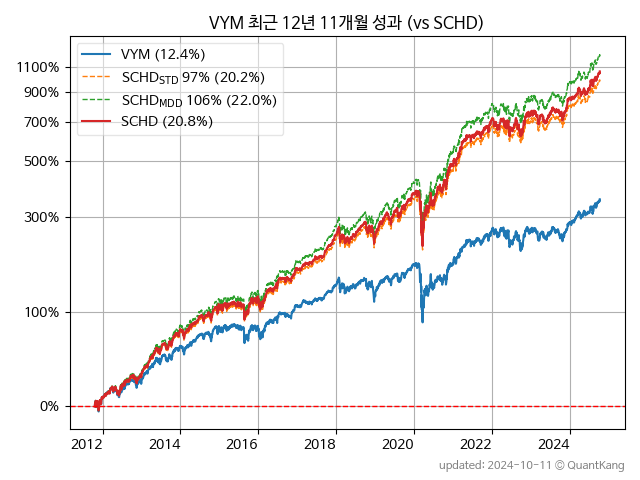 VYM 최근 12년 11개월 성과 (vs SCHD)
VYM (12.4%)
SCHD_STD 97% (20.2%)
SCHD_MDD 106% (22.0%)
SCHD (20.8%)
1100%
900%
700%
500%
300%
100%
0%
2012 2014 2016 2018 2020 2022 2024
updated: 2024-10-11 © QuantKang